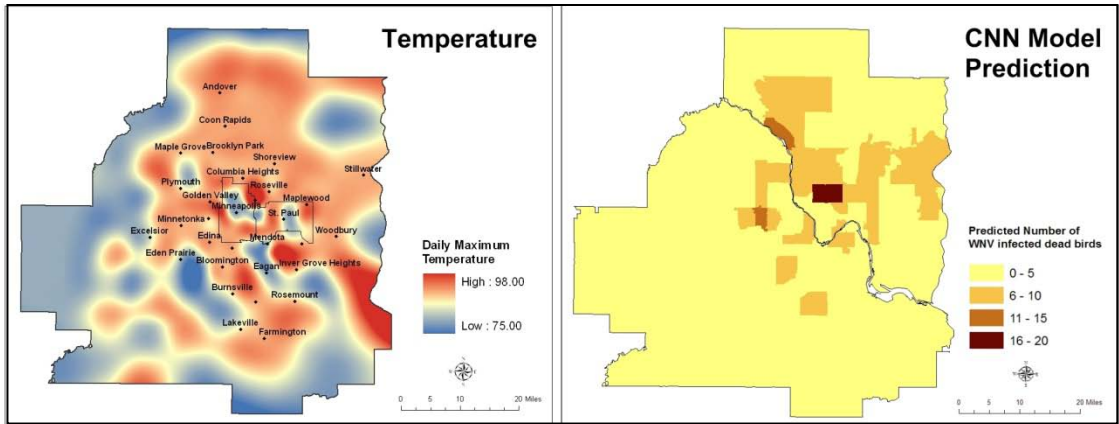 Temperature
Andover
Coon Rapids
Maple Grove
Brooklyn Park
Shoreview
Stillwater
Columbia Heights
Plymouth
Roseville
Golden Valley
Maplewood
Minneapolis
St. Paul
Minnetonka
Excelsior
Edina
Mendota
Woodbury
Eden Prairie
Bloomington
Eagan
Inver Grove Heights
Burnsville
Rosemount
Lakeville
Farmington
Daily Maximum
Temperature
High : 98.00
Low : 75.00
0 5 10 20 Miles
CNN Model
Prediction
Predicted Number of
WNV infected dead birds
0 - 5
6 - 10
11 - 15
16 - 20
0 5 10 20 Miles